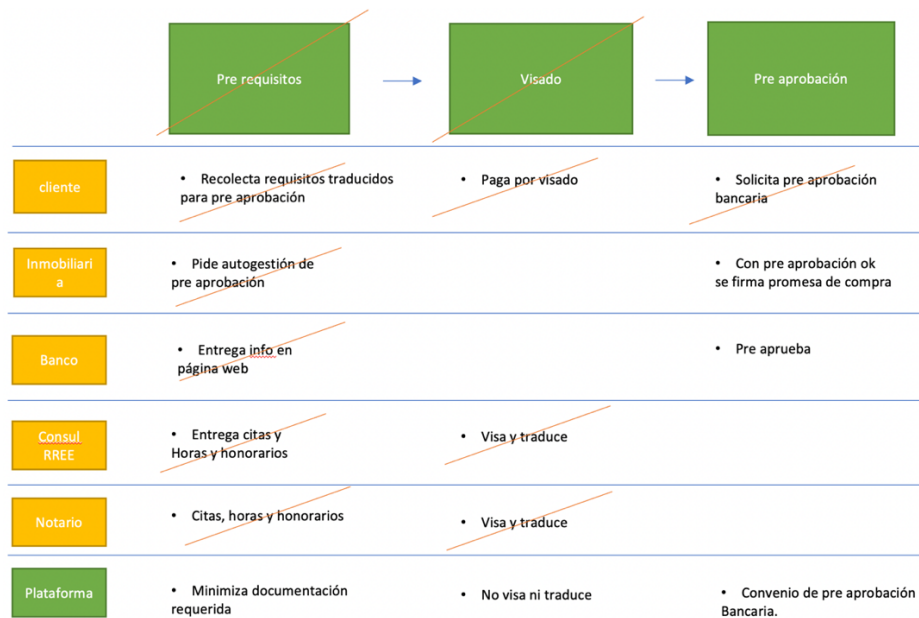 Pre requisitos
Visado
Pre aprobación
cliente
• Recolecta requisitos traducidos
para pre aprobación
• Paga por visado
• Solicita pre aprobación
bancaria
Inmobiliari
a
• Pide autogestión de
pre aprobación
• Con pre aprobación ok
se firma promesa de compra
Banco
• Entrega info en
página web
• Pre aprueba
Consul
RREE
• Entrega citas y
Horas y honorarios
• Visa y traduce
Notario
• Citas, horas y honorarios
• Visa y traduce
Plataforma
• Minimiza documentación
requerida
• No visa ni traduce
• Convenio de pre aprobación
Bancaria.